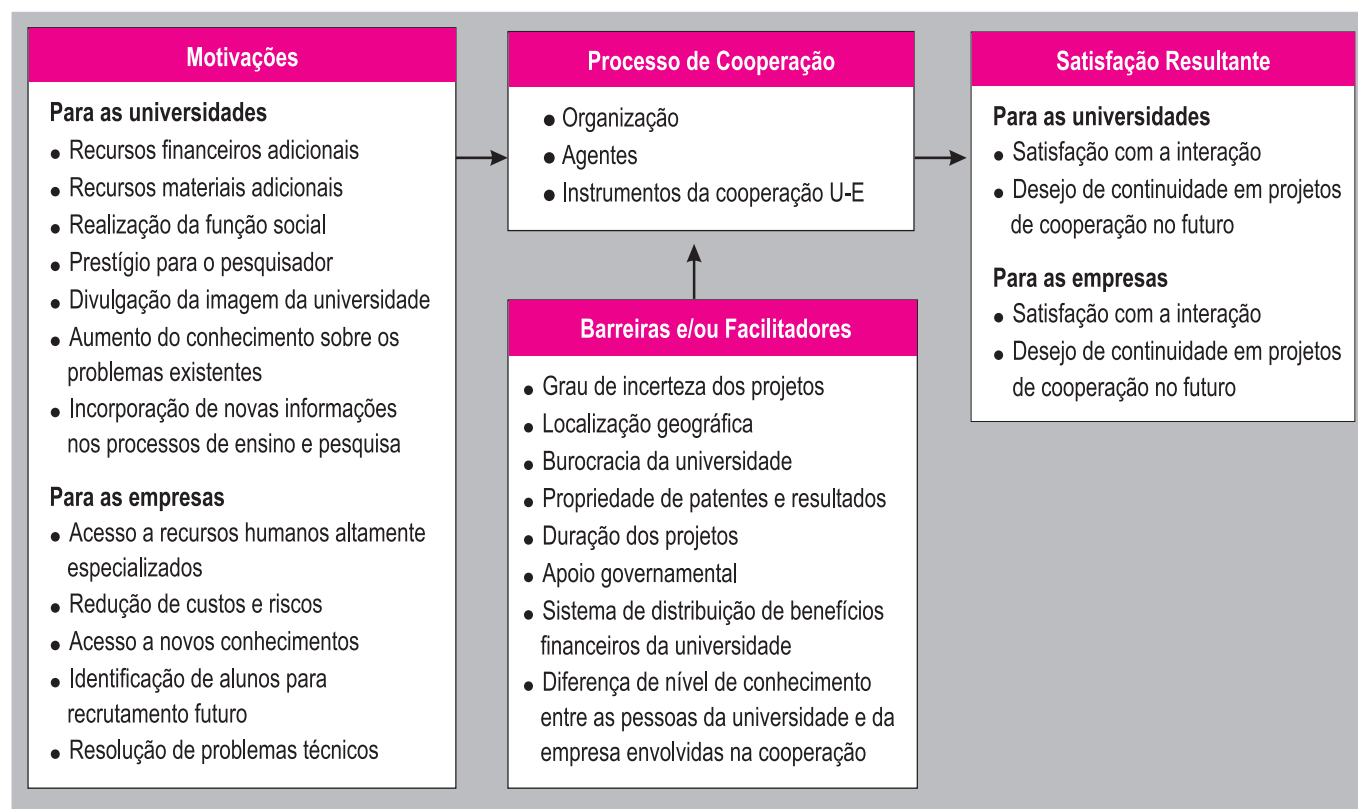 Motivações
Para as universidades
● Recursos financeiros adicionais
● Recursos materiais adicionais
● Realização da função social
● Prestígio para o pesquisador
● Divulgação da imagem da universidade
● Aumento do conhecimento sobre os
problemas existentes
● Incorporação de novas informações
nos processos de ensino e pesquisa
Para as empresas
● Acesso a recursos humanos altamente
especializados
● Redução de custos e riscos
● Acesso a novos conhecimentos
● Identificação de alunos para
recrutamento futuro
● Resolução de problemas técnicos
Processo de Cooperação
● Organização
● Agentes
● Instrumentos da cooperação U-E
Barreiras e/ou Facilitadores
● Grau de incerteza dos projetos
● Localização geográfica
● Burocracia da universidade
● Propriedade de patentes e resultados
● Duração dos projetos
● Apoio governamental
● Sistema de distribuição de benefícios
financeiros da universidade
● Diferença de nível de conhecimento
entre as pessoas da universidade e da
empresa envolvidas na cooperação
Satisfação Resultante
Para as universidades
● Satisfação com a interação
● Desejo de continuidade em projetos
de cooperação no futuro
Para as empresas
● Satisfação com a interação
● Desejo de continuidade em projetos
de cooperação no futuro